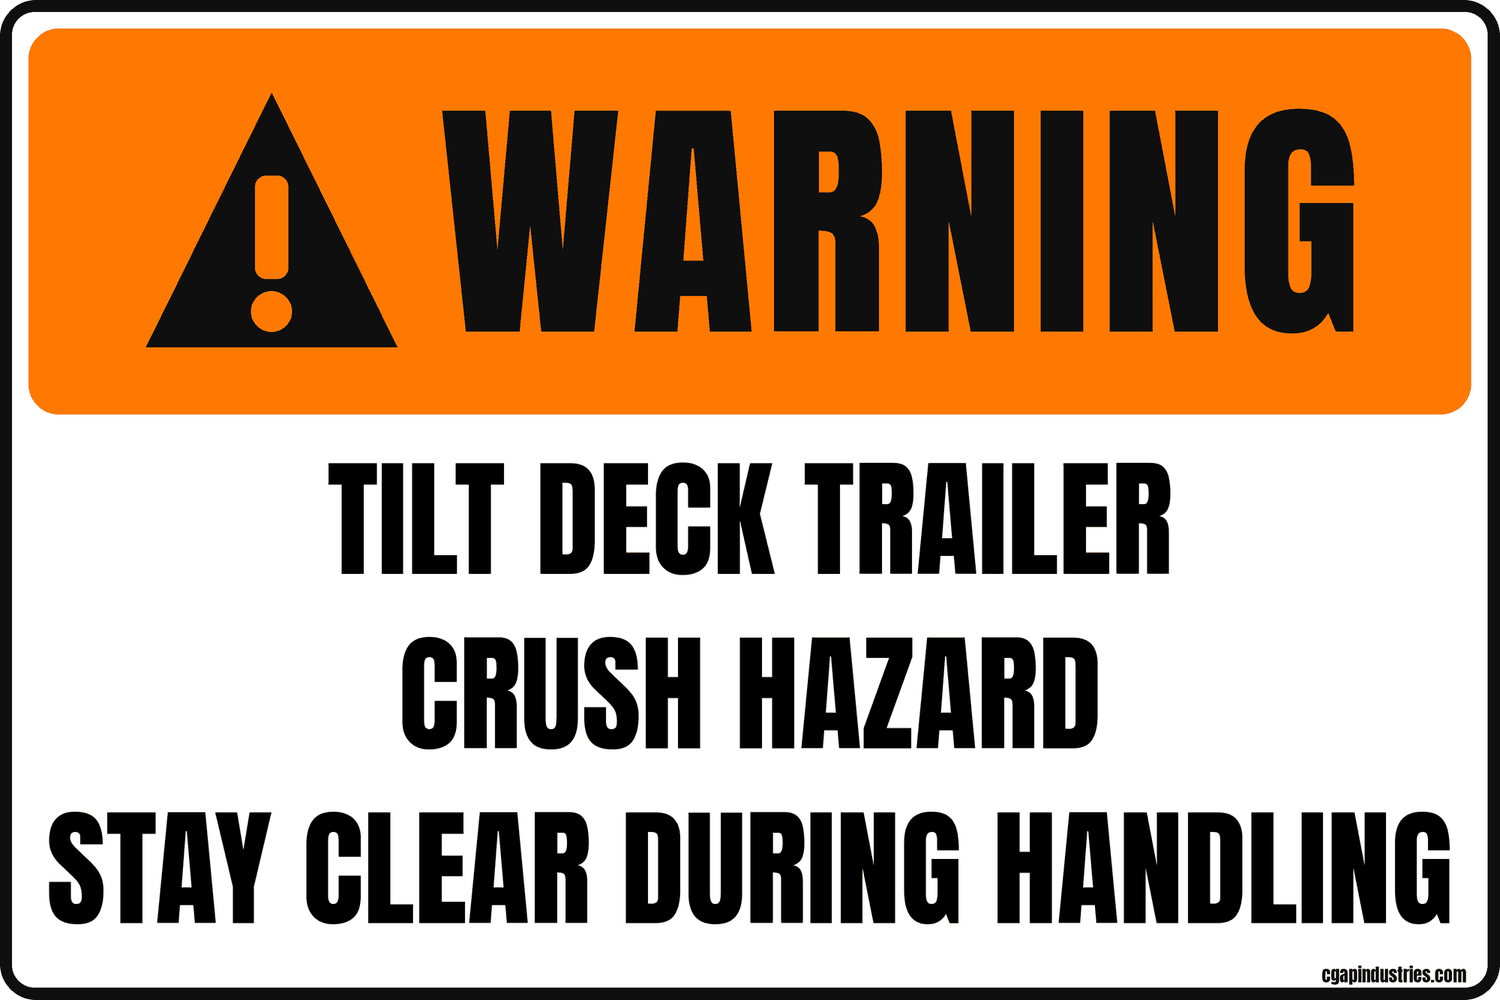 WARNING
TILT DECK TRAILER
CRUSH HAZARD
STAY CLEAR DURING HANDLING
cgapindustries.com